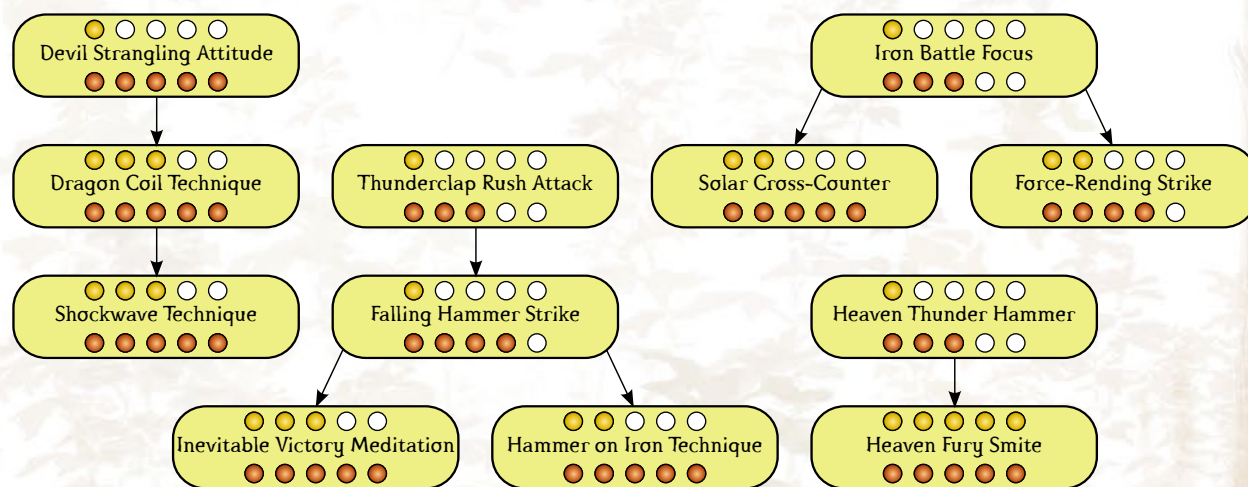 Devil Strangling Attitude
Iron Battle Focus
Dragon Coil Technique
Thunderclap Rush Attack
Solar Cross-Counter
Force-Rending Strike
Shockwave Technique
Falling Hammer Strike
Heaven Thunder Hammer
Inevitable Victory Meditation
Hammer on Iron Technique
Heaven Fury Smite